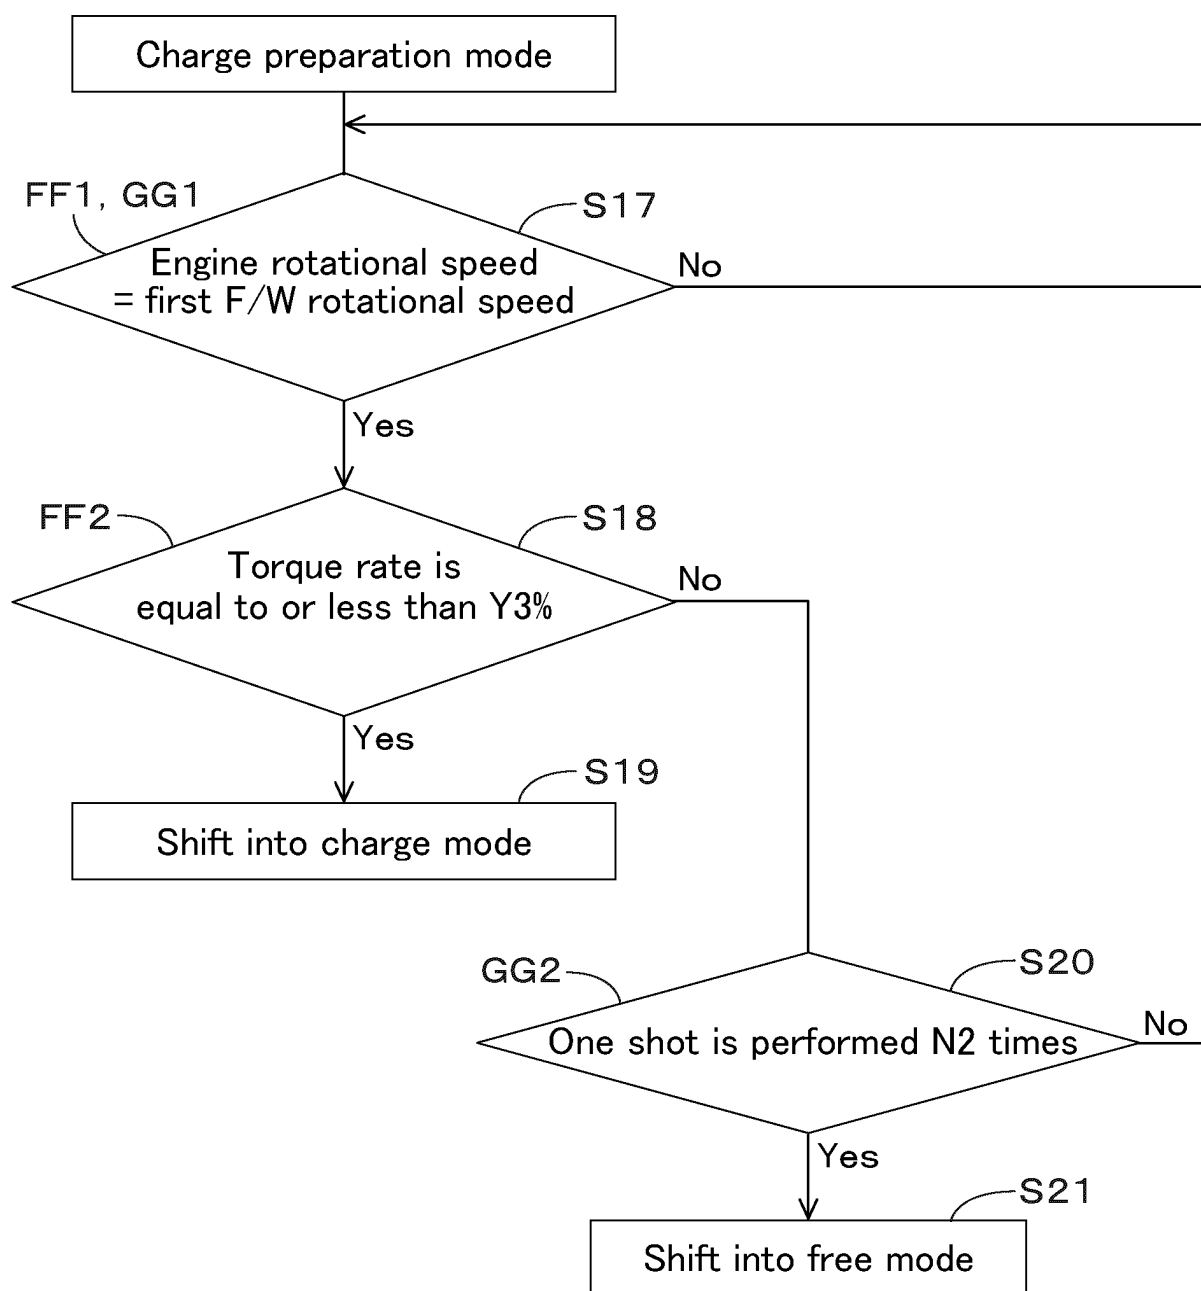 Charge preparation mode
FF1, GG1
S17
Engine rotational speed
= first F/W rotational speed
No
Yes
FF2
S18
Torque rate is
equal to or less than Y3%
No
Yes
S19
Shift into charge mode
GG2
S20
One shot is performed N2 times
No
Yes
S21
Shift into free mode